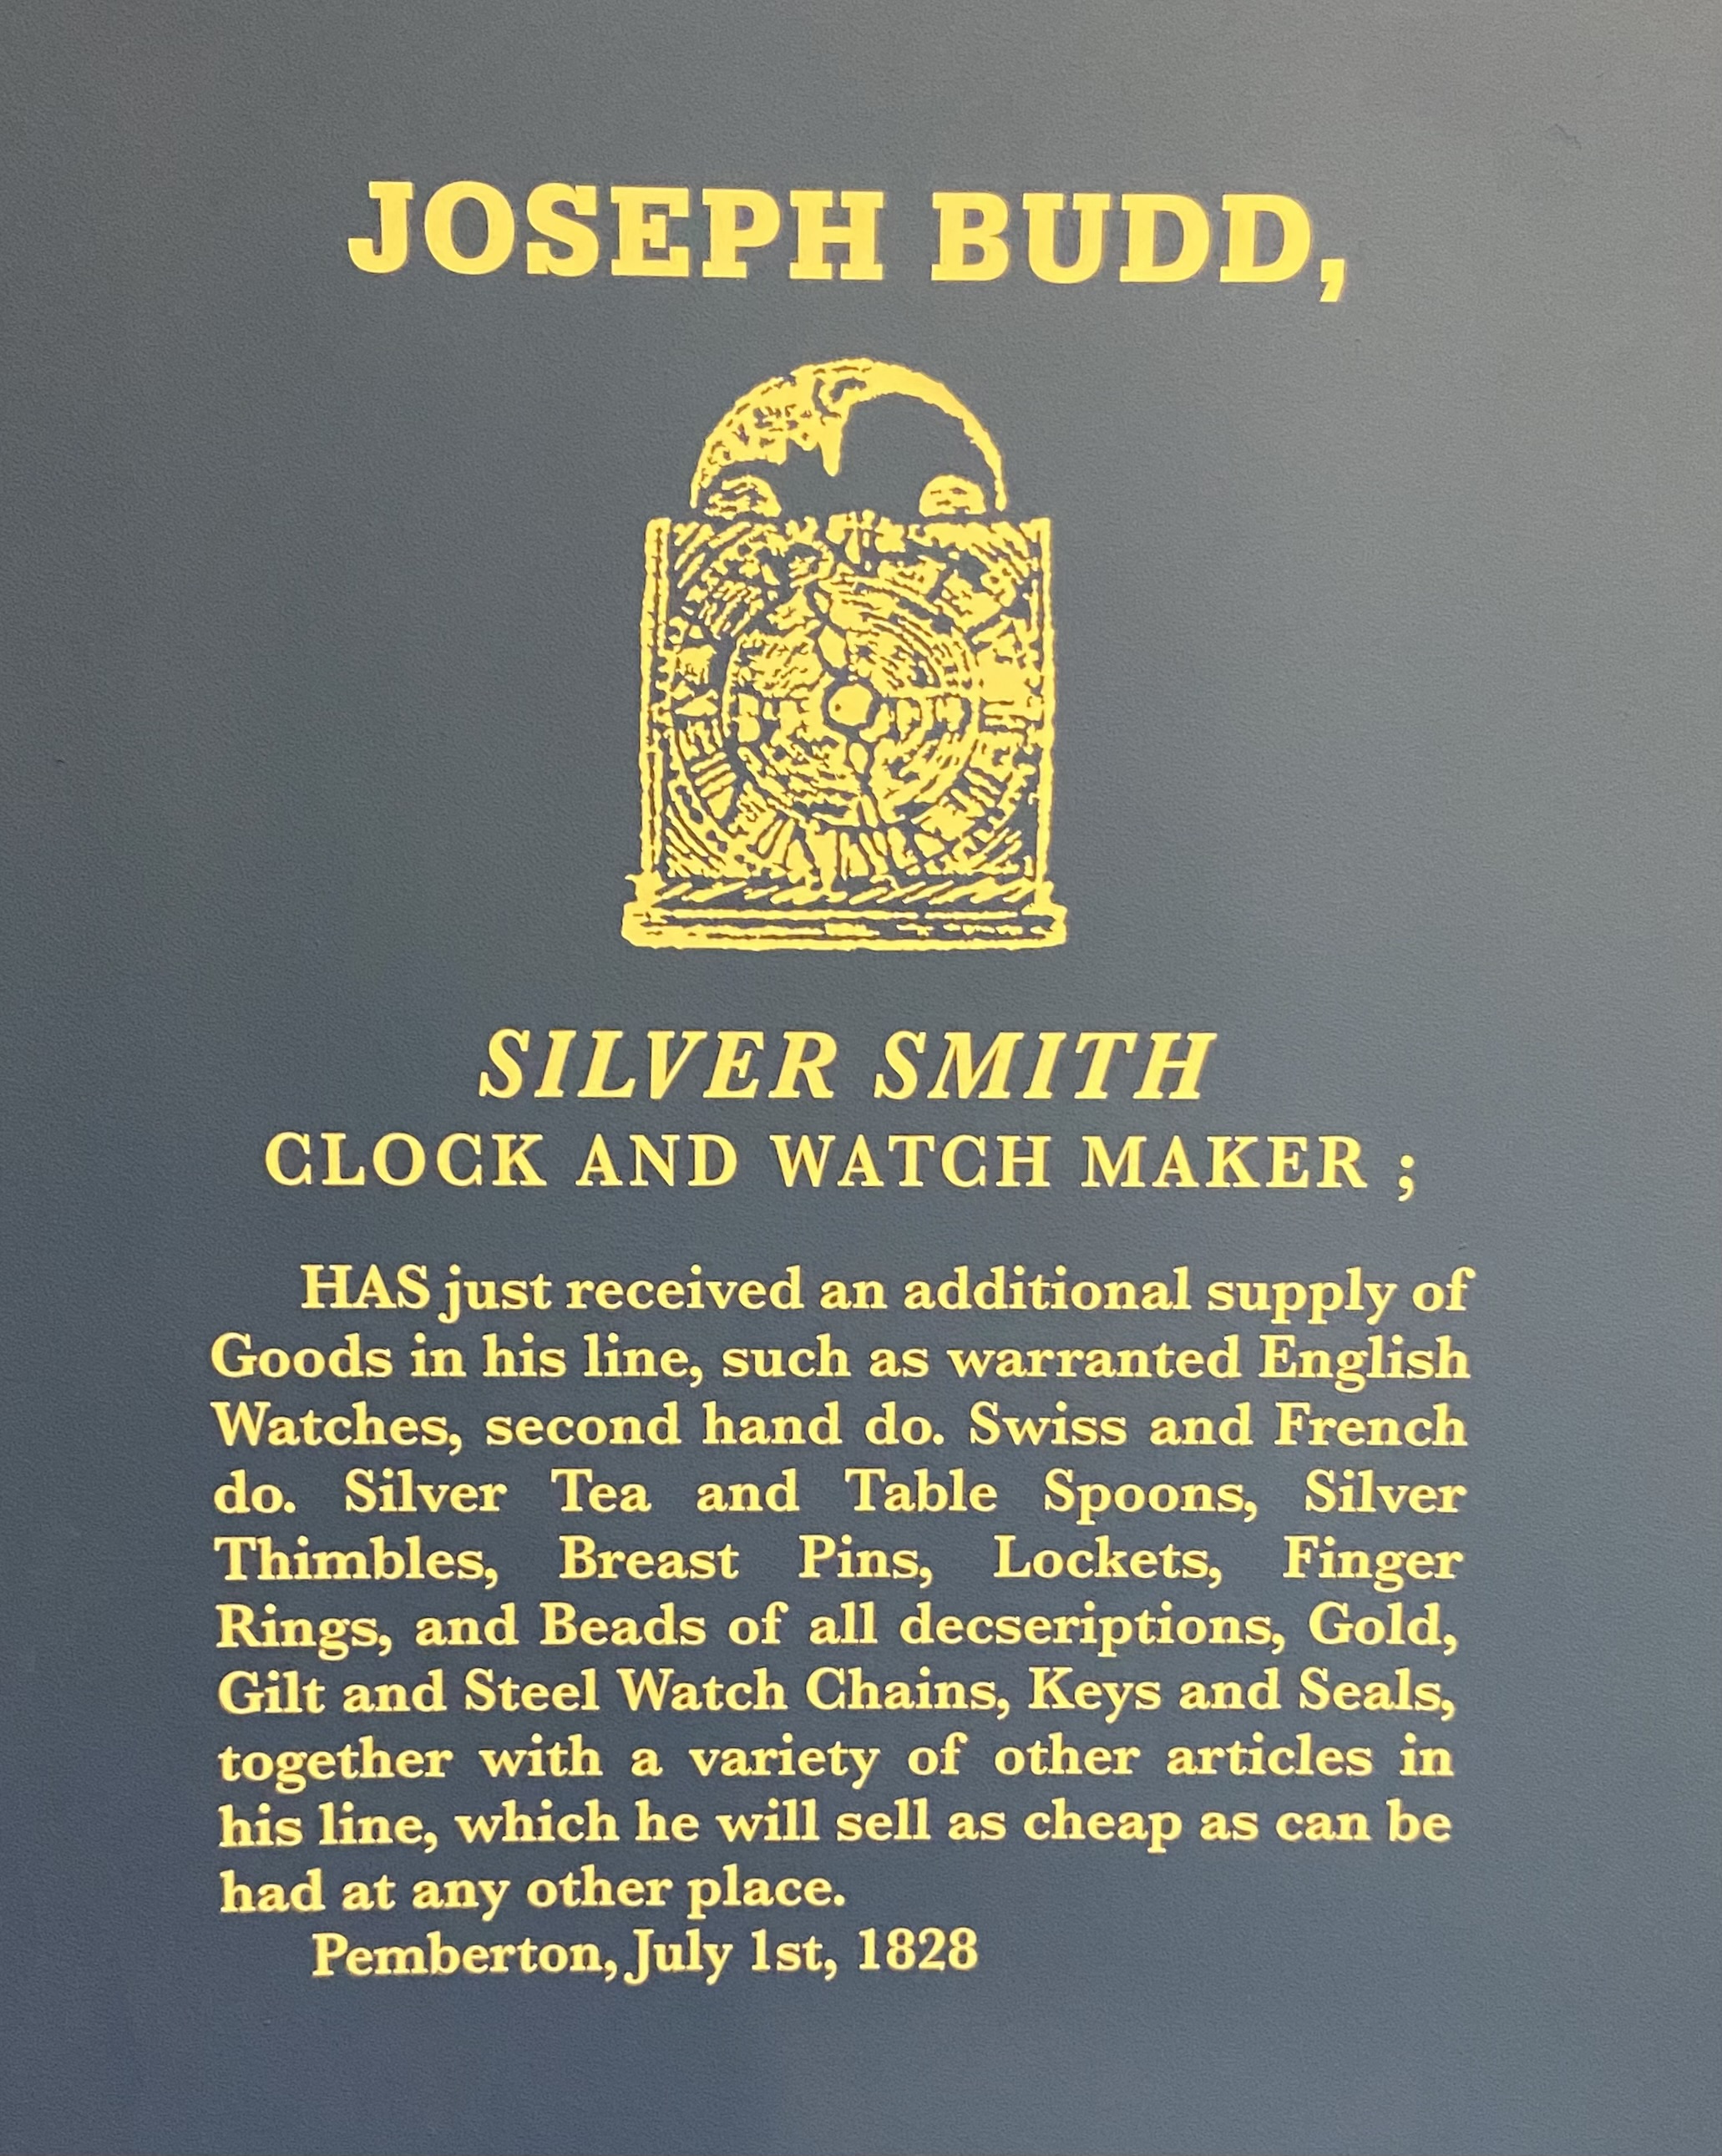 JOSEPH BUDD,
SILVER SMITH
CLOCK AND WATCH MAKER ;
HAS just received an additional supply of
Goods in his line, such as warranted English
Watches, second hand do. Swiss and French
do. Silver Tea and Table Spoons, Silver
Thimbles, Breast Pins, Lockets, Finger
Rings, and Beads of all decseriptions, Gold,
Gilt and Steel Watch Chains, Keys and Seals,
together with a variety of other articles in
his line, which he will sell as cheap as can be
had at any other place.
Pemberton, July 1st, 1828